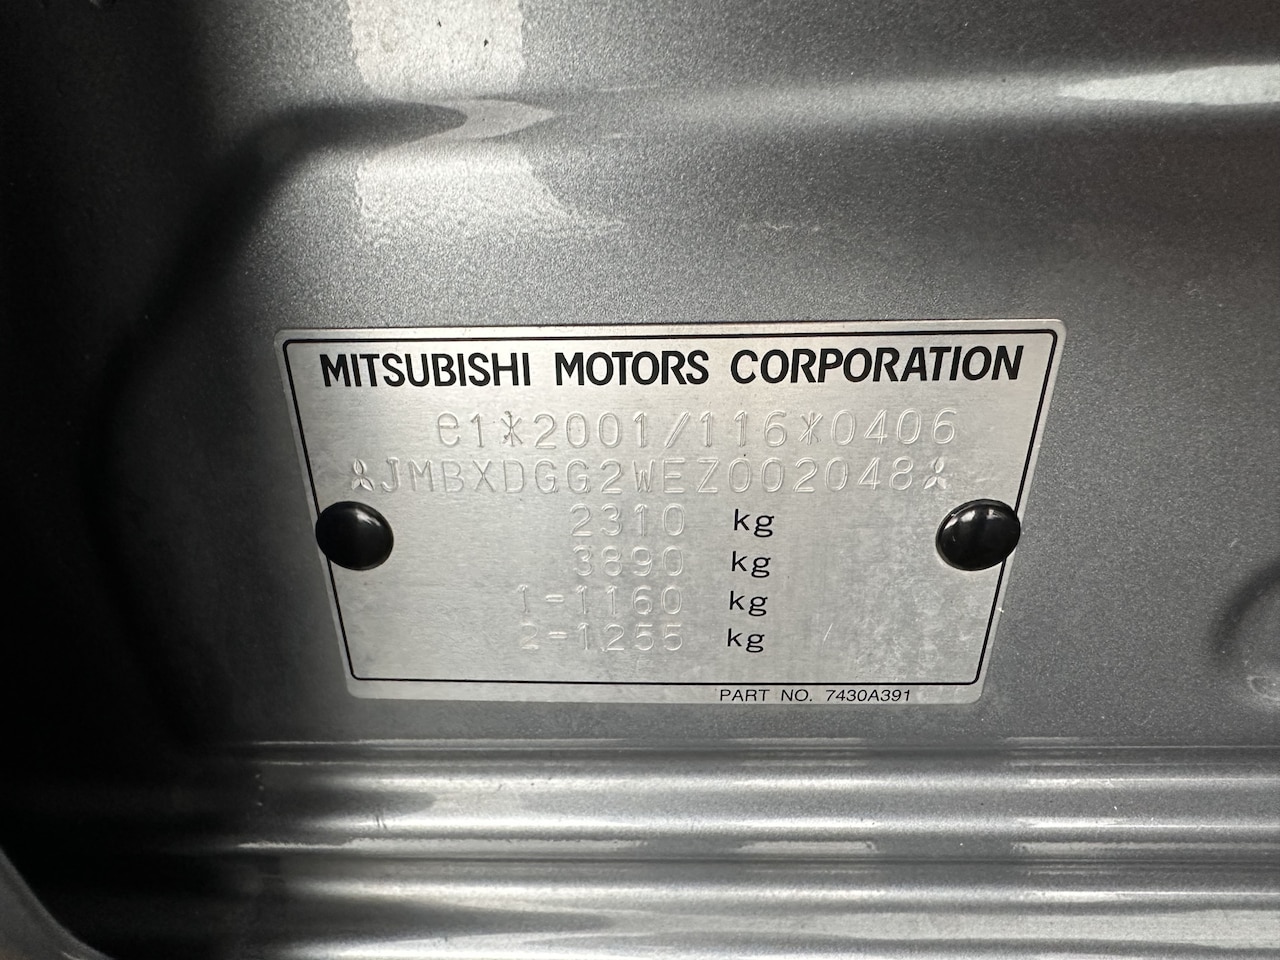 MITSUBISHI MOTORS CORPORATION
e1*2001/116*0406
JMBXDGG2WEZ002048
2310 kg
3890 kg
1-1160 kg
2-1255 kg
PART NO. 7430A391